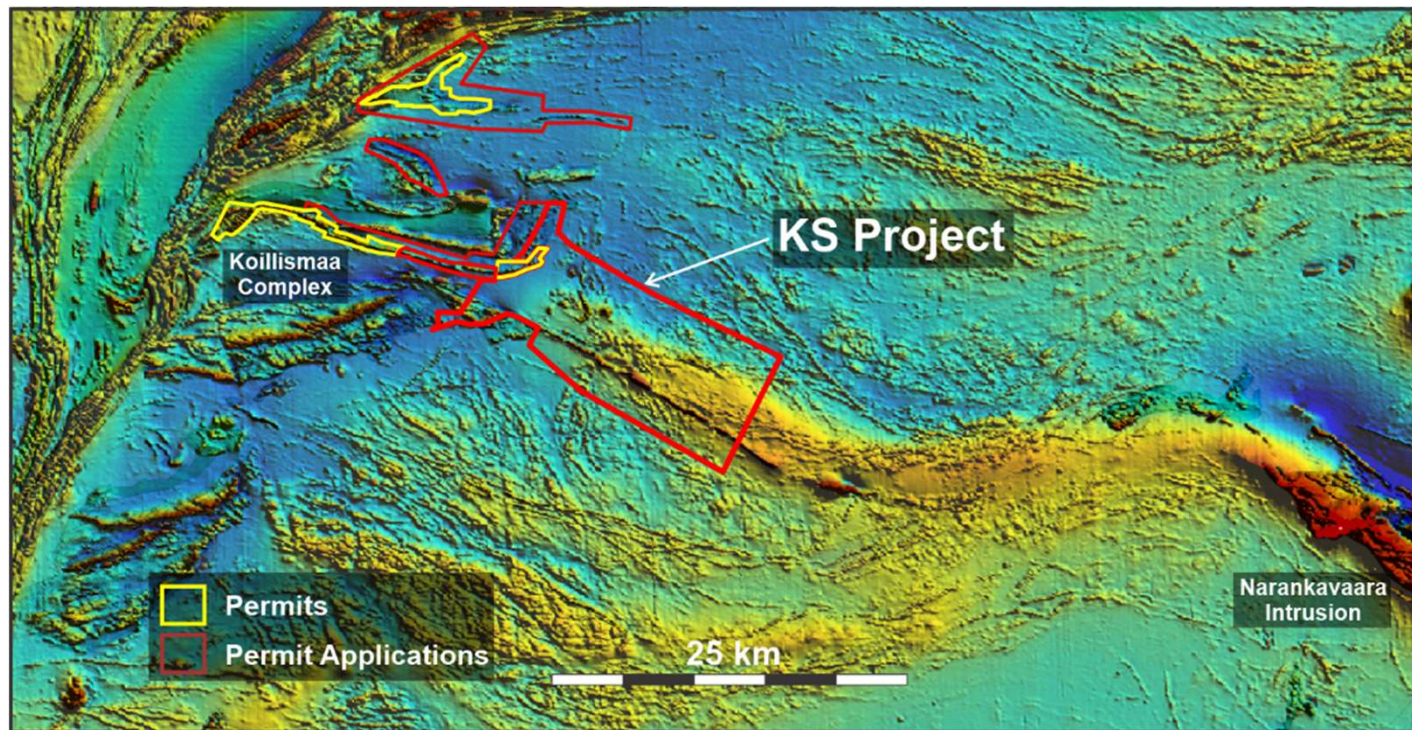 KS Project
Koillismaa
Complex
Narankavaara
Intrusion
Permits
Permit Applications
25 km